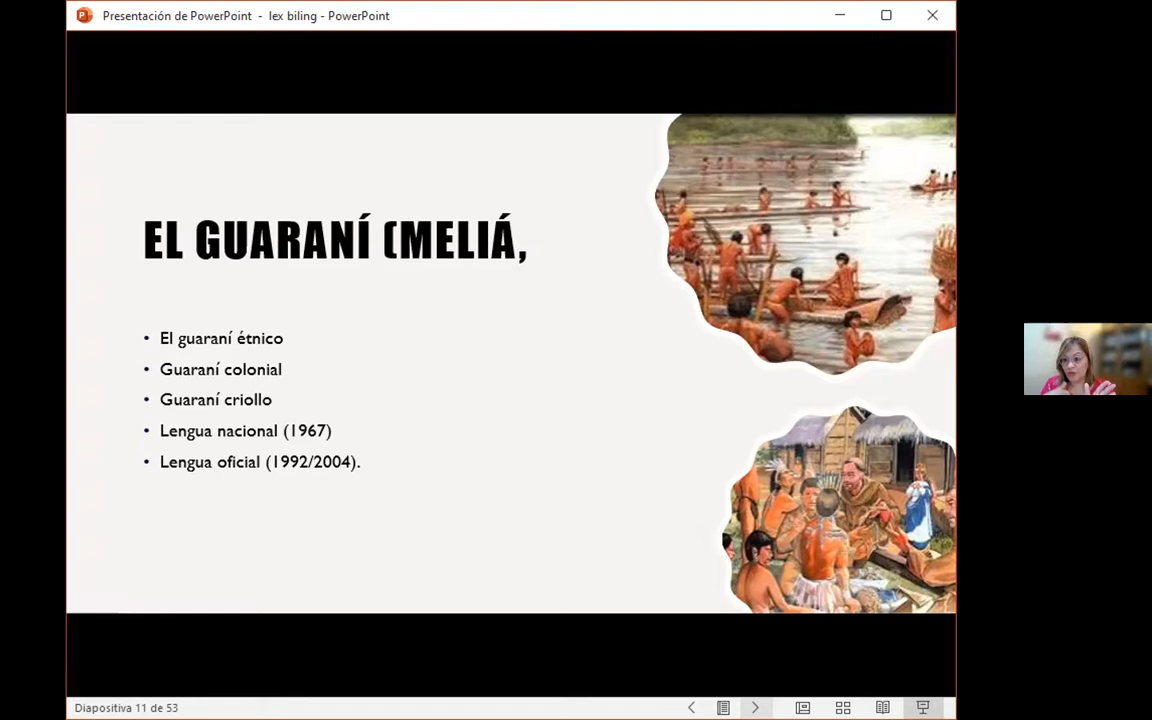 Presentación de PowerPoint - lex biling - PowerPoint
EL GUARANÍ (MELIÁ,
• El guaraní étnico
• Guaraní colonial
• Guaraní criollo
• Lengua nacional (1967)
• Lengua oficial (1992/2004).
Diapositiva 11 de 53